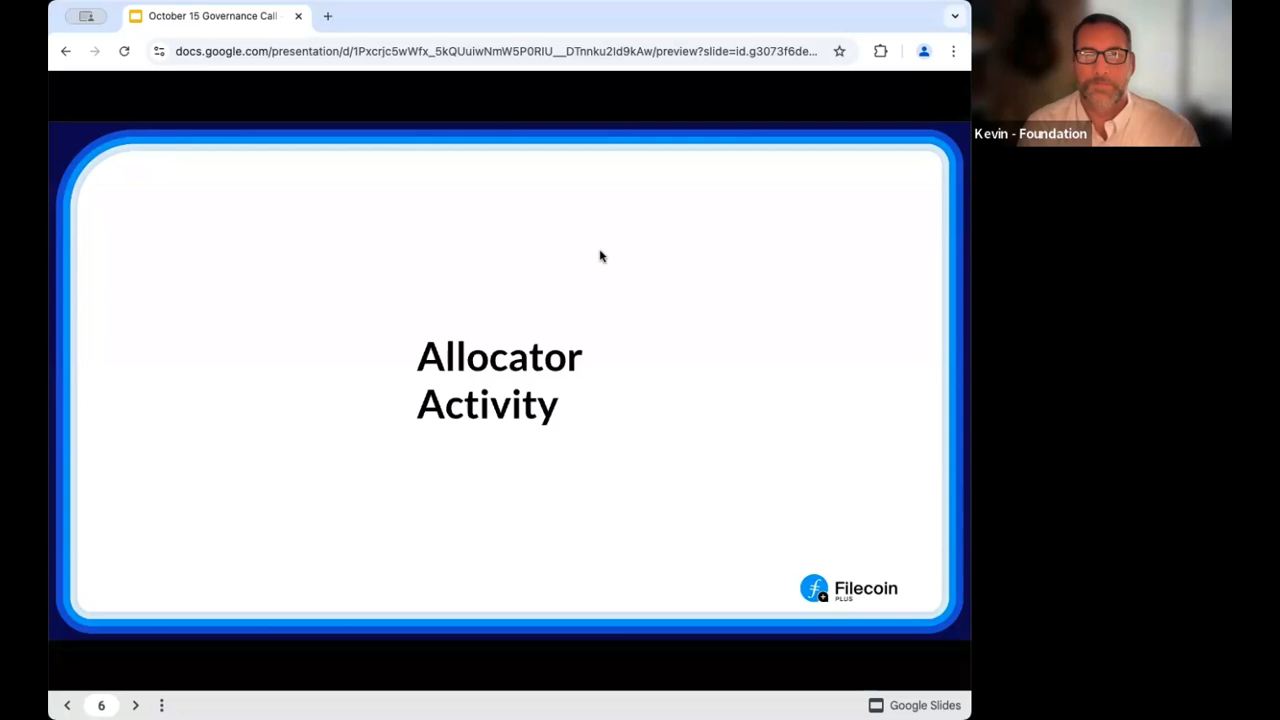 October 15 Governance Call
docs.google.com/presentation/d/1Pxcrjc5wWfx_5kQUuiwNmW5P0RIU__DTnnku2Id9kAw/preview?slide=id.g3073f6de...
Kevin - Foundation
Allocator
Activity
Filecoin
PLUS
6
Google Slides